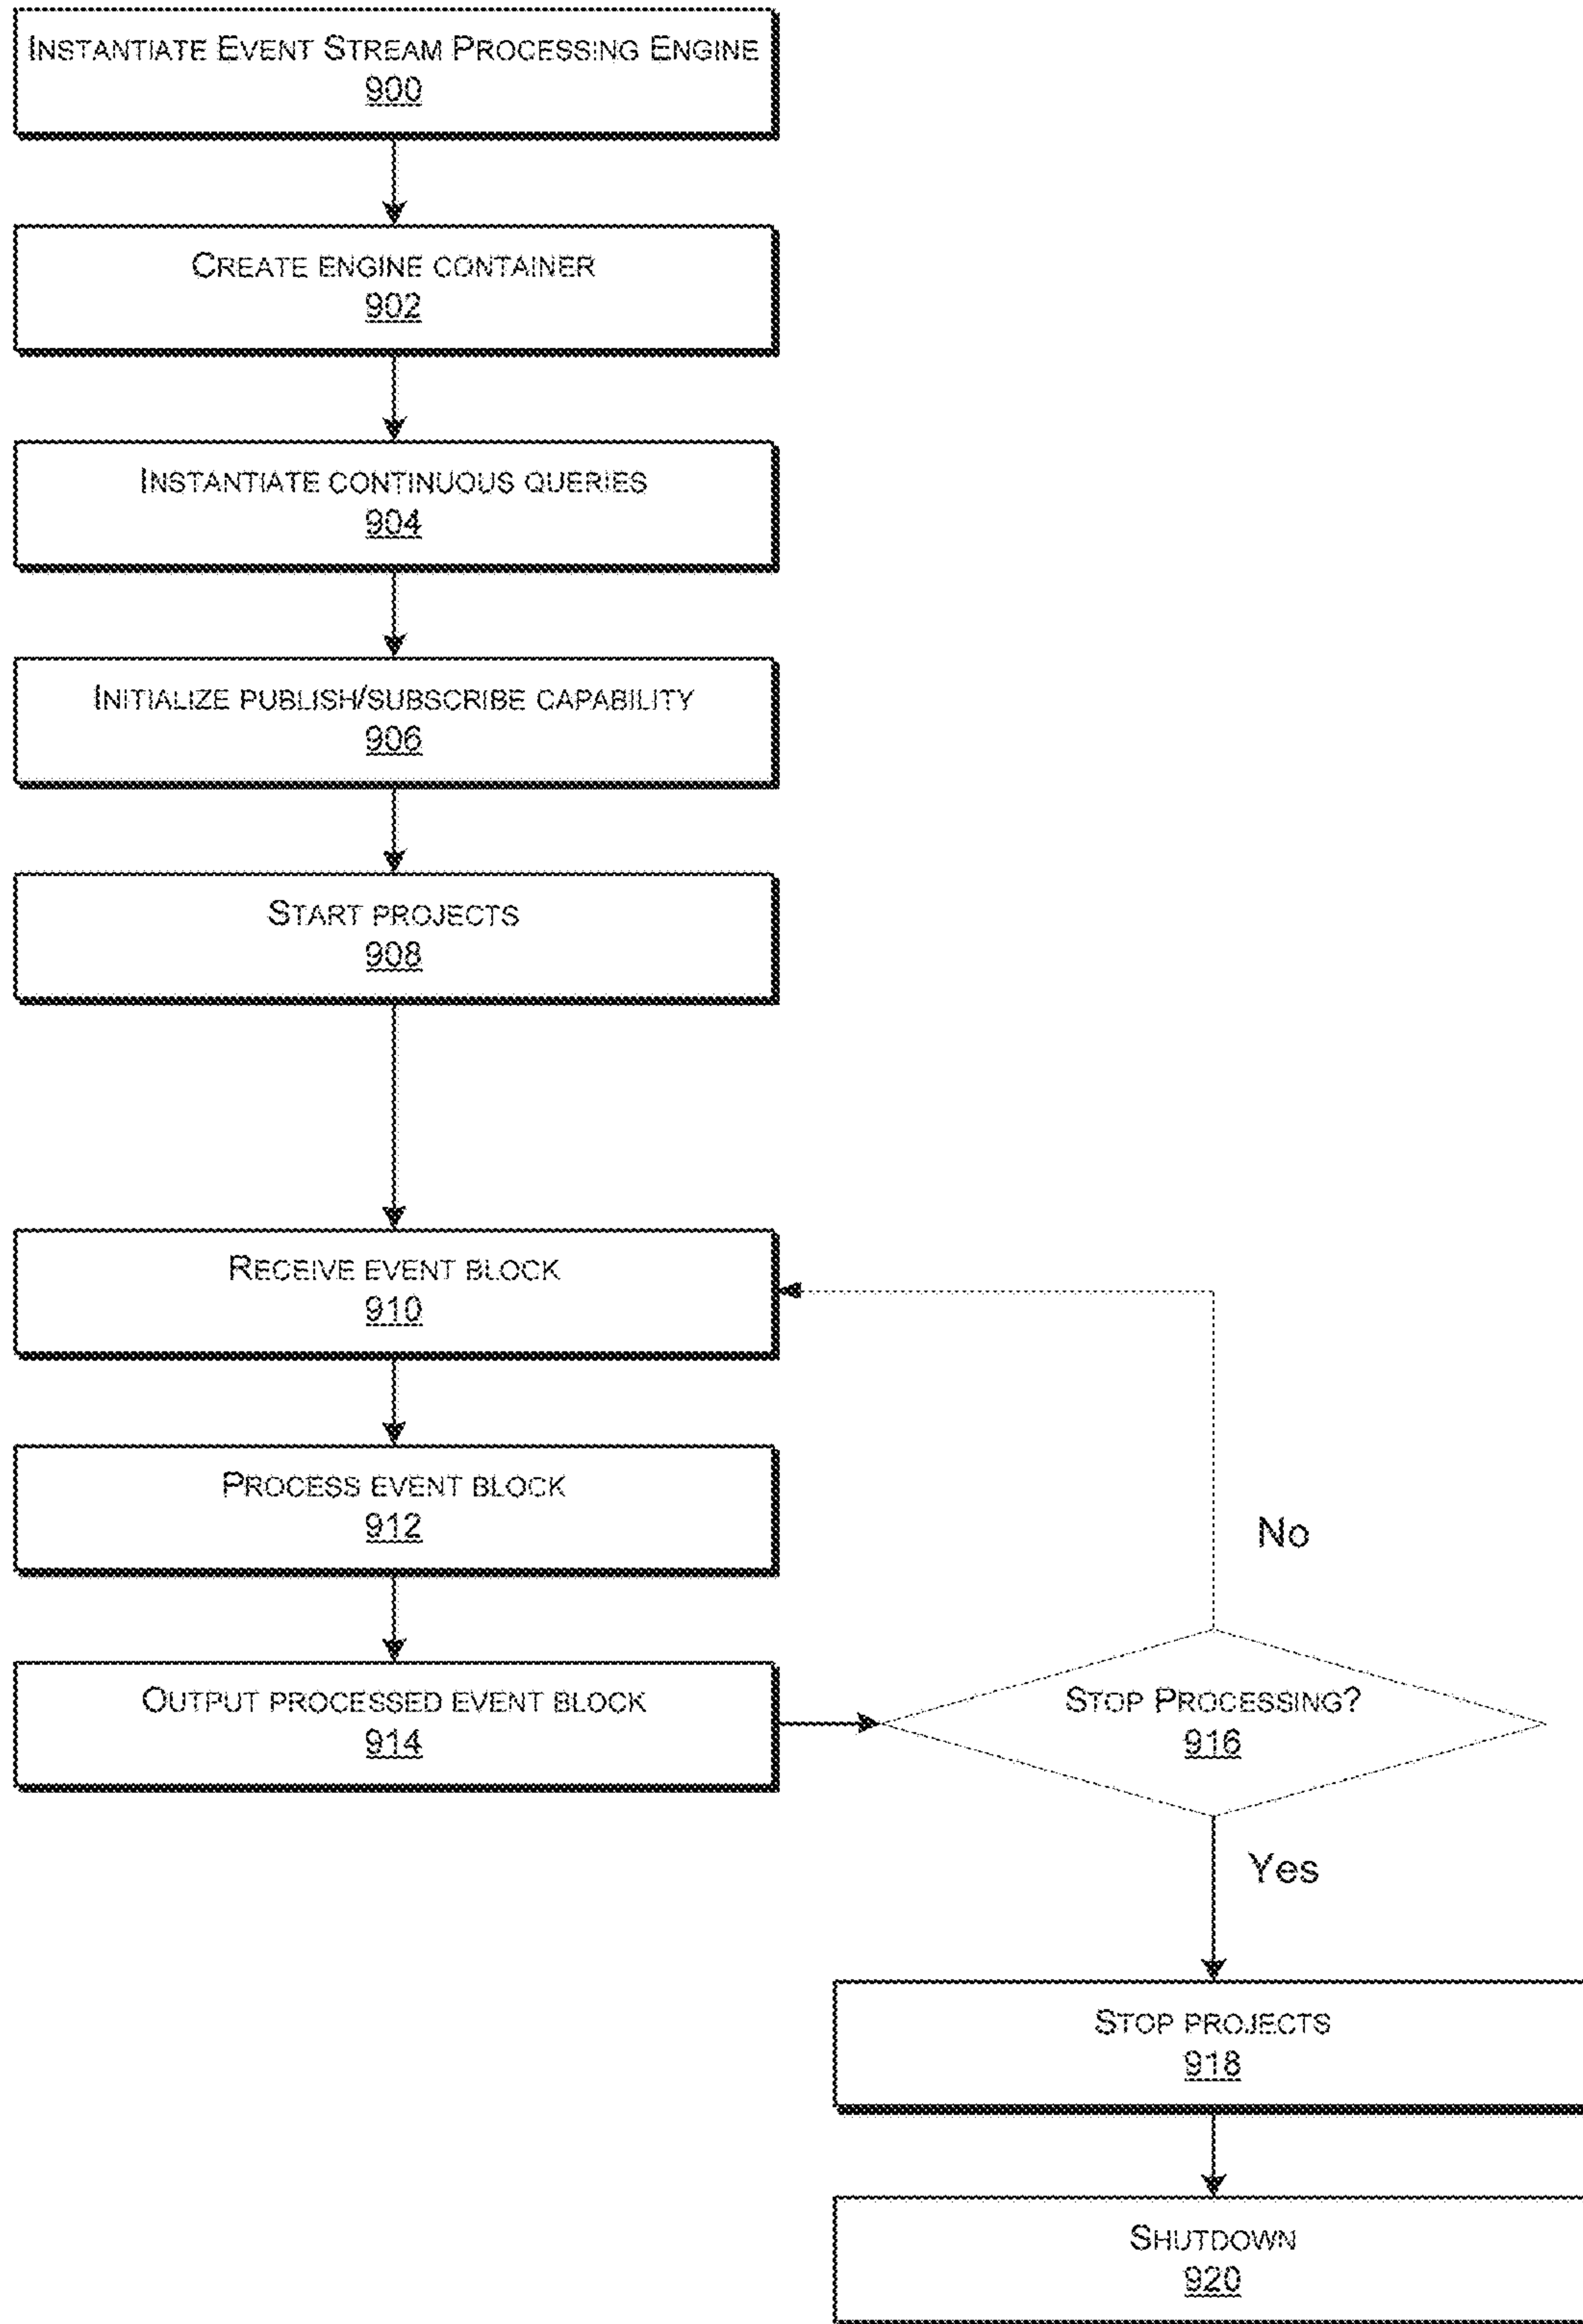 INSTANTIATE EVENT STREAM PROCESSING ENGINE
900
CREATE ENGINE CONTAINER
902
INSTANTIATE CONTINUOUS QUERIES
904
INITIALIZE PUBLISH/SUBSCRIBE CAPABILITY
906
START PROJECTS
908
RECEIVE EVENT BLOCK
910
PROCESS EVENT BLOCK
912
No
OUTPUT PROCESSED EVENT BLOCK
914
STOP PROCESSING?
916
Yes
STOP PROJECTS
918
SHUTDOWN
920